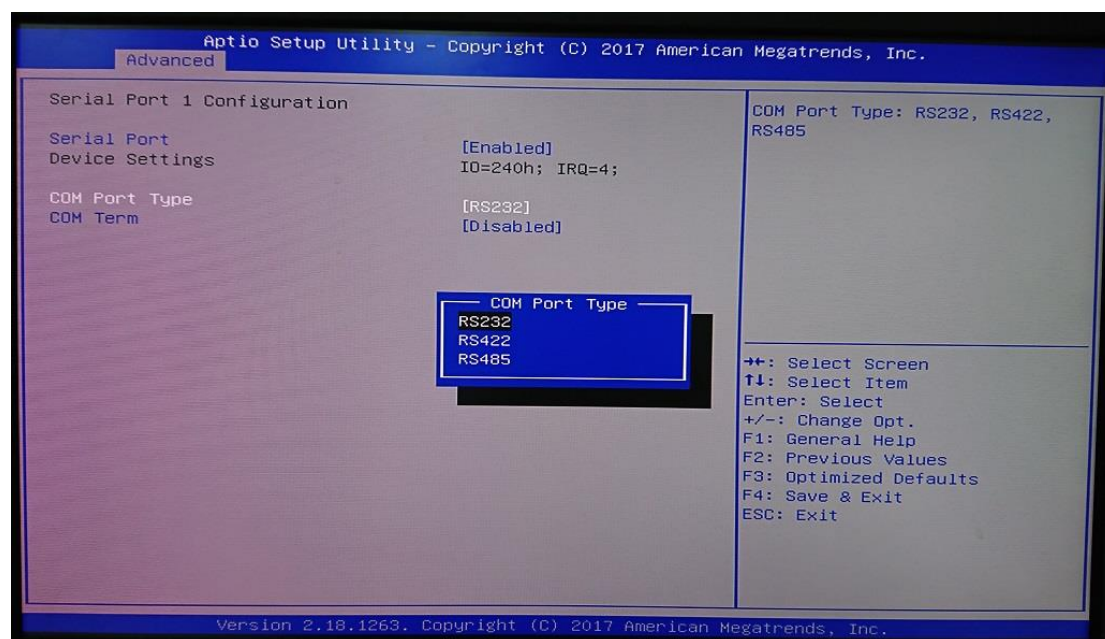 Aptio Setup Utility – Copyright (C) 2017 American Megatrends, Inc.
Advanced
Serial Port 1 Configuration
Serial Port [Enabled]
Device Settings IO=240h; IRQ=4;
COM Port Type [RS232]
COM Term [Disabled]
COM Port Type
RS232
RS422
RS485
COM Port Type: RS232, RS422,
RS485
→←: Select Screen
↑↓: Select Item
Enter: Select
+/-: Change Opt.
F1: General Help
F2: Previous Values
F3: Optimized Defaults
F4: Save & Exit
ESC: Exit
Version 2.18.1263. Copyright (C) 2017 American Megatrends, Inc.